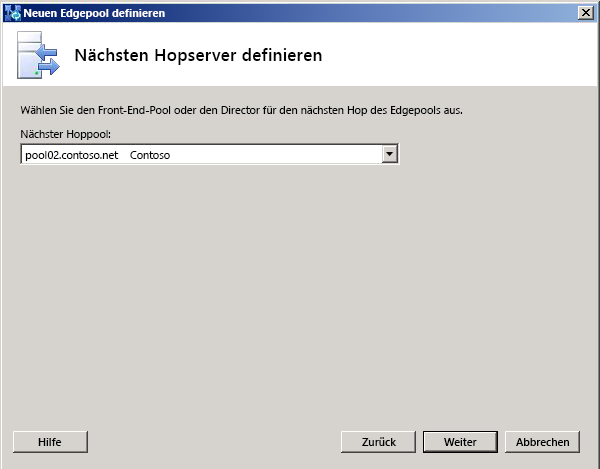 Neuen Edgepool definieren
Nächsten Hopserver definieren
Wählen Sie den Front-End-Pool oder den Director für den nächsten Hop des Edgepools aus.
Nächster Hoppool:
pool02.contoso.net Contoso
Hilfe Zurück Weiter Abbrechen